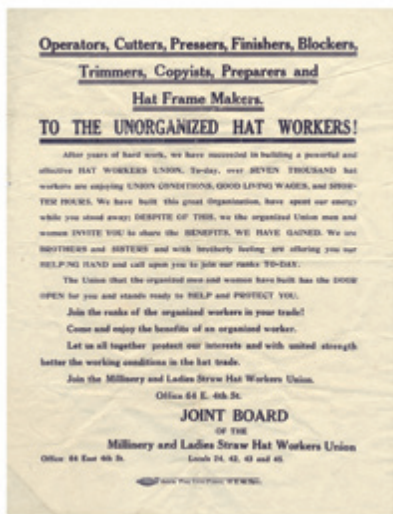 Operators, Cutters, Pressers, Finishers, Blockers,
Trimmers, Copyists, Preparers and
Hat Frame Makers.
TO THE UNORGANIZED HAT WORKERS!
After years of hard work, we have succeeded in building a powerful and
effective HAT WORKERS UNION. To-day, over SEVEN THOUSAND hat
workers are enjoying UNION CONDITIONS, GOOD LIVING WAGES, and SHOR-
TER HOURS. We have built this great Organization, have spent our energy
while you stood away; DESPITE OF THIS, we the organized Union men and
women INVITE YOU to share the BENEFITS, WE HAVE GAINED. We are
BROTHERS and SISTERS and with brotherly feeling are offering you our
HELPING HAND and call upon you to join our ranks TO-DAY.
The Union that the organized men and women have built has the DOOR
OPEN for you and stands ready to HELP and PROTECT YOU.
Join the ranks of the organized workers in your trade!
Come and enjoy the benefits of an organized worker.
Let us all together protect our interests and with united strength
better the working conditions in the hat trade.
Join the Millinery and Ladies Straw Hat Workers Union.
Office 64 E. 4th St.
JOINT BOARD
OF THE
Millinery and Ladies Straw Hat Workers Union
Office: 64 East 4th St. Locals 24, 42, 43 and 45.